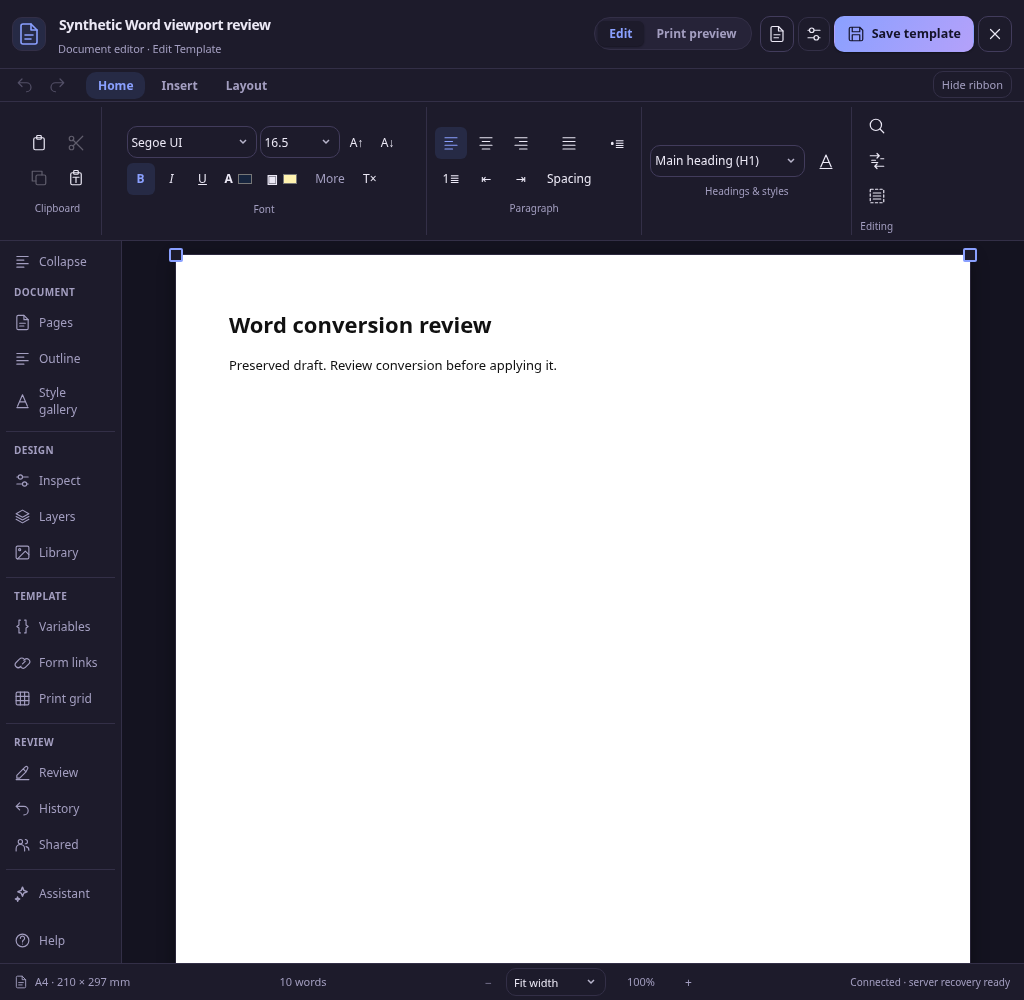 Synthetic Word viewport review
Document editor · Edit Template
Edit
Print preview
Save template
Home
Insert
Layout
Hide ribbon
Segoe UI
16.5
A↑
A↓
B
I
U
A
More
T×
Clipboard
Font
•≣
1≣
⇤
⇥
Spacing
Paragraph
Main heading (H1)
A
Headings & styles
Editing
Collapse
DOCUMENT
Pages
Outline
Style
gallery
DESIGN
Inspect
Layers
Library
TEMPLATE
Variables
Form links
Print grid
REVIEW
Review
History
Shared
Assistant
Help
Word conversion review
Preserved draft. Review conversion before applying it.
A4 · 210 × 297 mm
10 words
−
Fit width
100%
+
Connected · server recovery ready